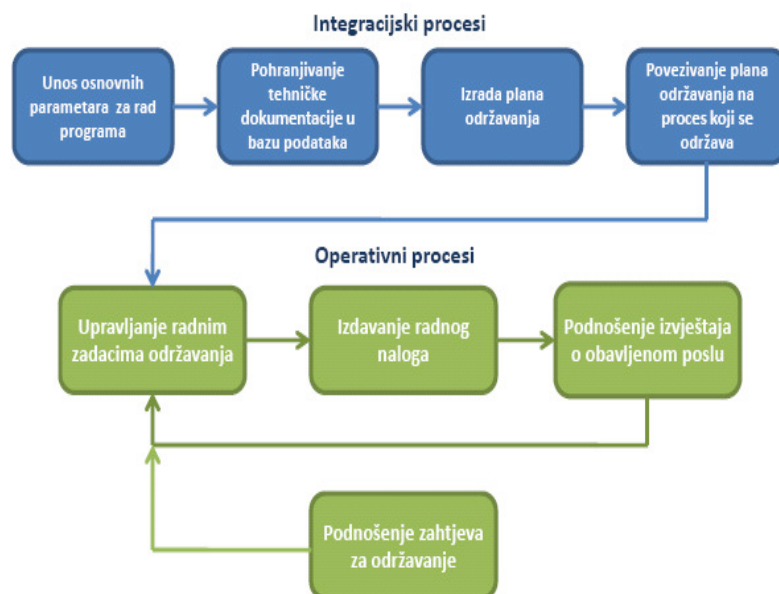 Integracijski procesi
Unos osnovnih
parametara za rad
programa
Pohranjivanje
tehničke
dokumentacije u
bazu podataka
Izrada plana
održavanja
Povezivanje plana
održavanja na
proces koji se
održava
Operativni procesi
Upravljanje radnim
zadacima održavanja
Izdavanje radnog
naloga
Podnošenje izvještaja
o obavljenom poslu
Podnošenje zahtjeva
za održavanje